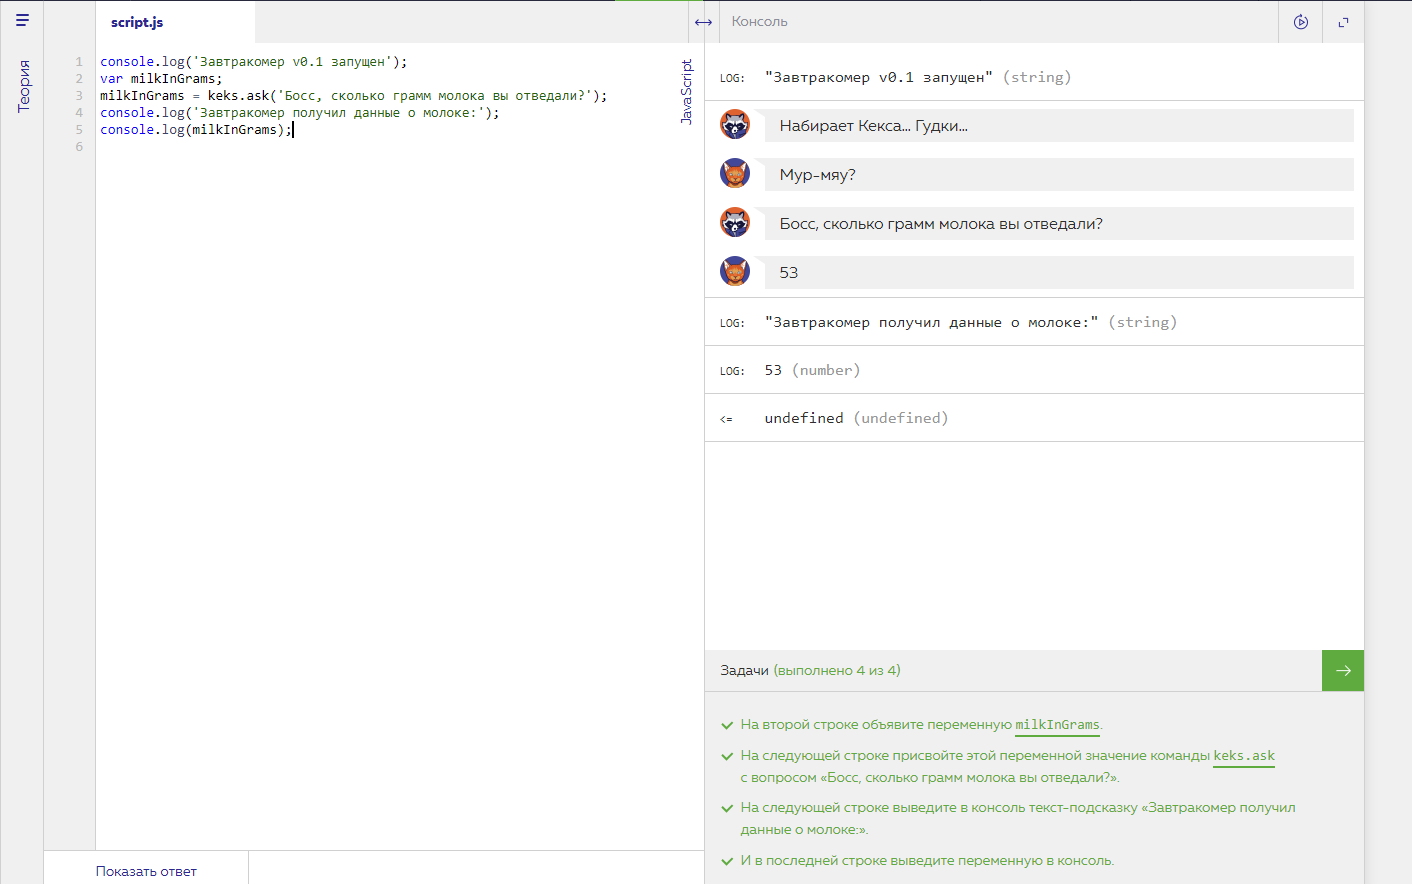 Теория
script.js
1 console.log('Завтракомер v0.1 запущен');
2 var milkInGrams;
3 milkInGrams = keks.ask('Босс, сколько грамм молока вы отведали?');
4 console.log('Завтракомер получил данные о молоке:');
5 console.log(milkInGrams);
6
JavaScript
Показать ответ
Консоль
LOG: "Завтракомер v0.1 запущен" (string)
Набирает Кекса... Гудки...
Мур-мяу?
Босс, сколько грамм молока вы отведали?
53
LOG: "Завтракомер получил данные о молоке:" (string)
LOG: 53 (number)
<= undefined (undefined)
Задачи (выполнено 4 из 4)
На второй строке объявите переменную milkInGrams.
На следующей строке присвойте этой переменной значение команды keks.ask
с вопросом «Босс, сколько грамм молока вы отведали?».
На следующей строке выведите в консоль текст-подсказку «Завтракомер получил
данные о молоке:».
И в последней строке выведите переменную в консоль.